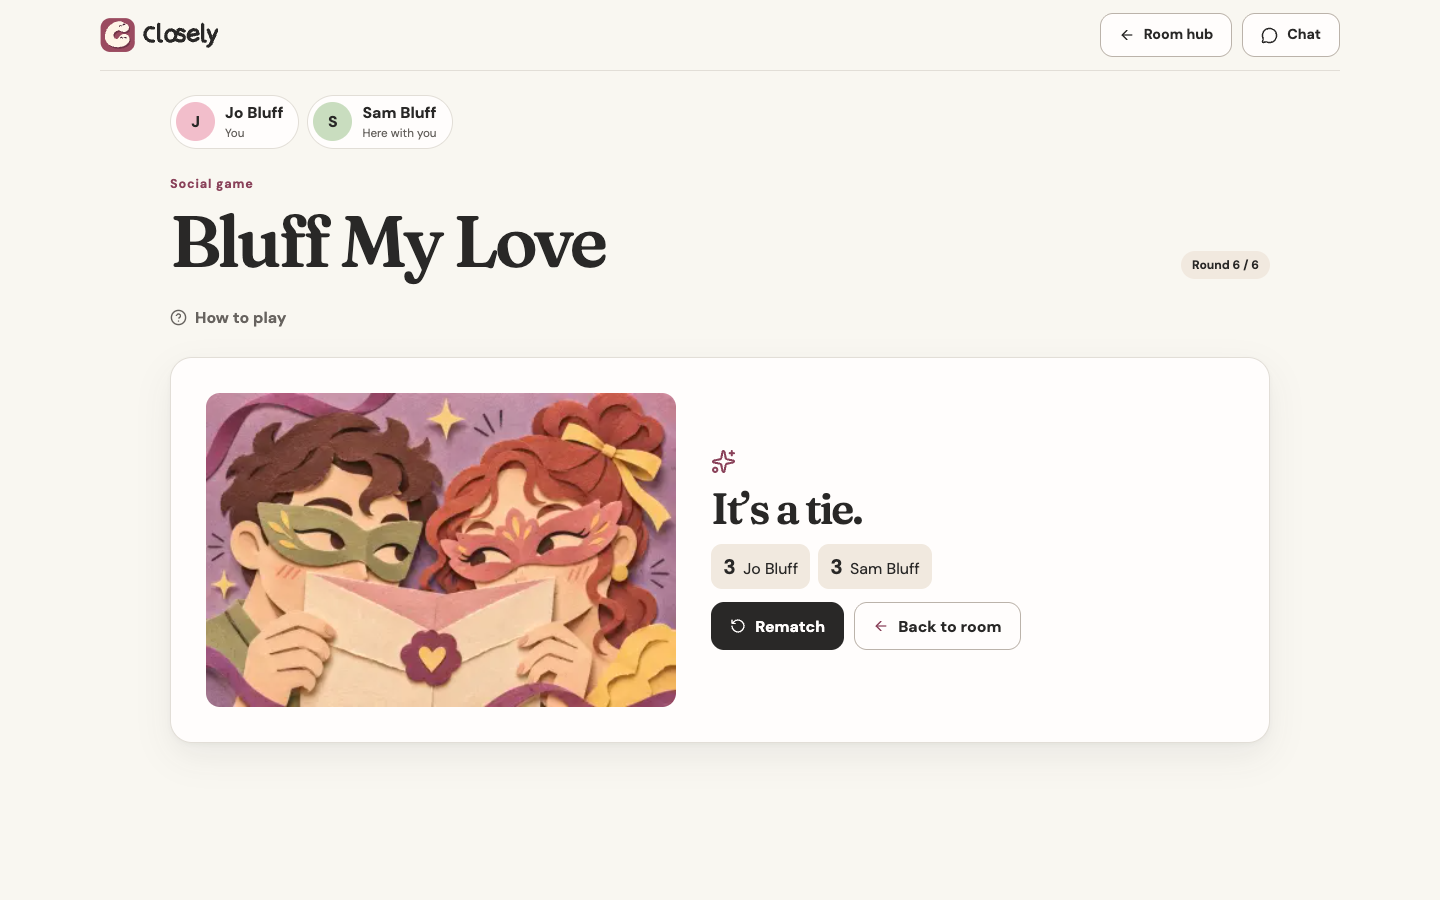 Closely
Room hub
Chat
J
Jo Bluff
You
S
Sam Bluff
Here with you
Social game
Bluff My Love
Round 6 / 6
How to play
It’s a tie.
3 Jo Bluff
3 Sam Bluff
Rematch
Back to room